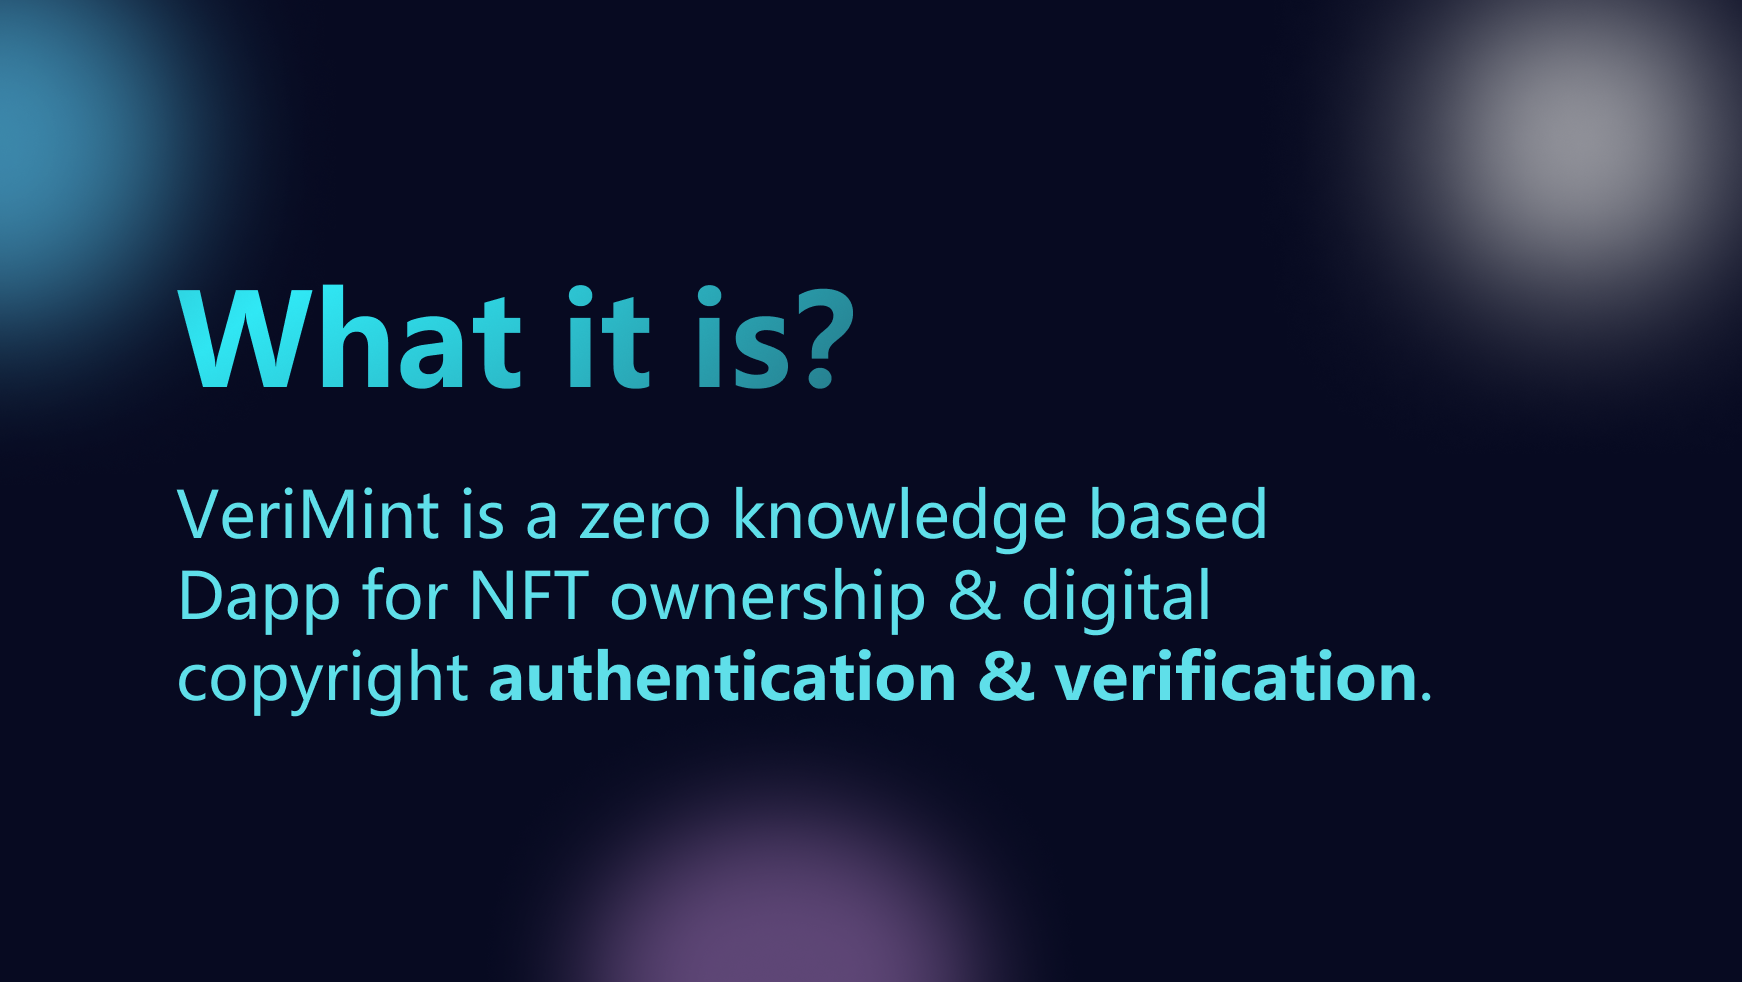 What it is?
VeriMint is a zero knowledge based
Dapp for NFT ownership & digital
copyright authentication & verification.